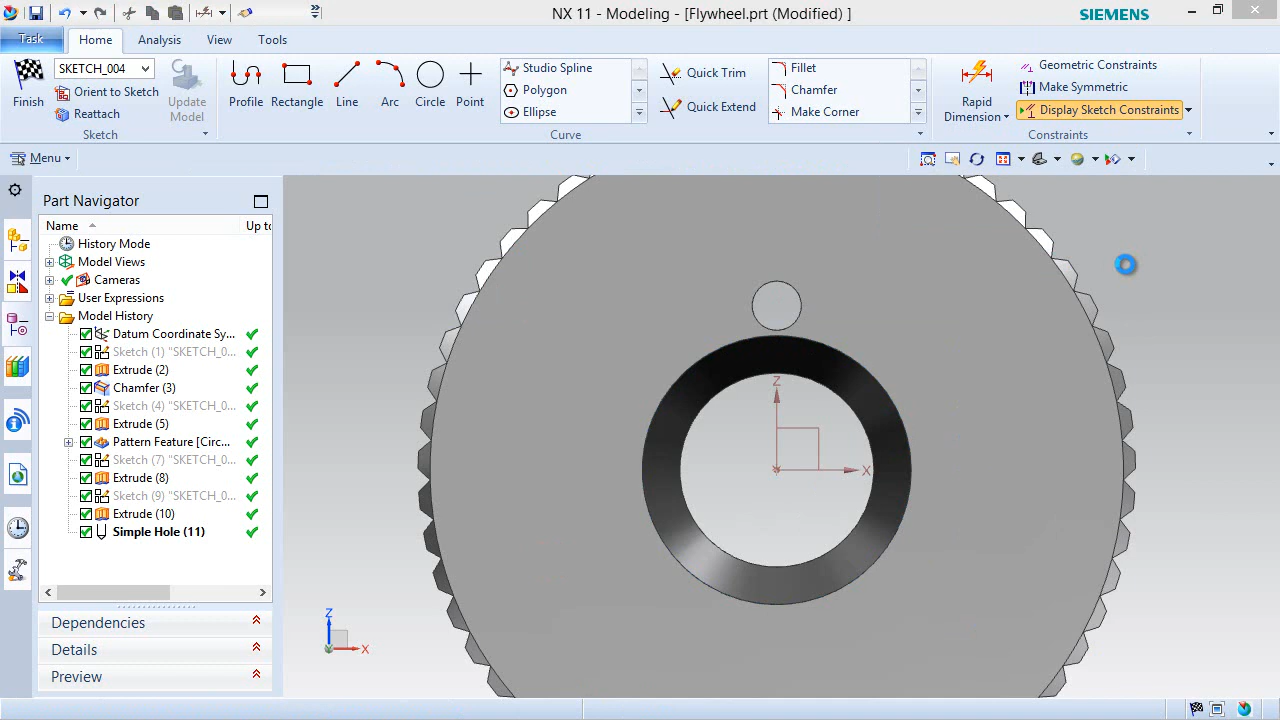 NX 11 - Modeling - [Flywheel.prt (Modified) ]
SIEMENS
Task
Home
Analysis
View
Tools
SKETCH_004
Finish
Orient to Sketch
Reattach
Update
Model
Profile
Rectangle
Line
Arc
Circle
Point
Studio Spline
Polygon
Ellipse
Quick Trim
Quick Extend
Fillet
Chamfer
Make Corner
Rapid
Dimension
Geometric Constraints
Make Symmetric
Display Sketch Constraints
Sketch
Curve
Constraints
Menu
Part Navigator
Name
Up to
History Mode
Model Views
Cameras
User Expressions
Model History
Datum Coordinate Sy...
Sketch (1) "SKETCH_0...
Extrude (2)
Chamfer (3)
Sketch (4) "SKETCH_0...
Extrude (5)
Pattern Feature [Circ...
Sketch (7) "SKETCH_0...
Extrude (8)
Sketch (9) "SKETCH_0...
Extrude (10)
Simple Hole (11)
Dependencies
Details
Preview
Z
X
Z
X